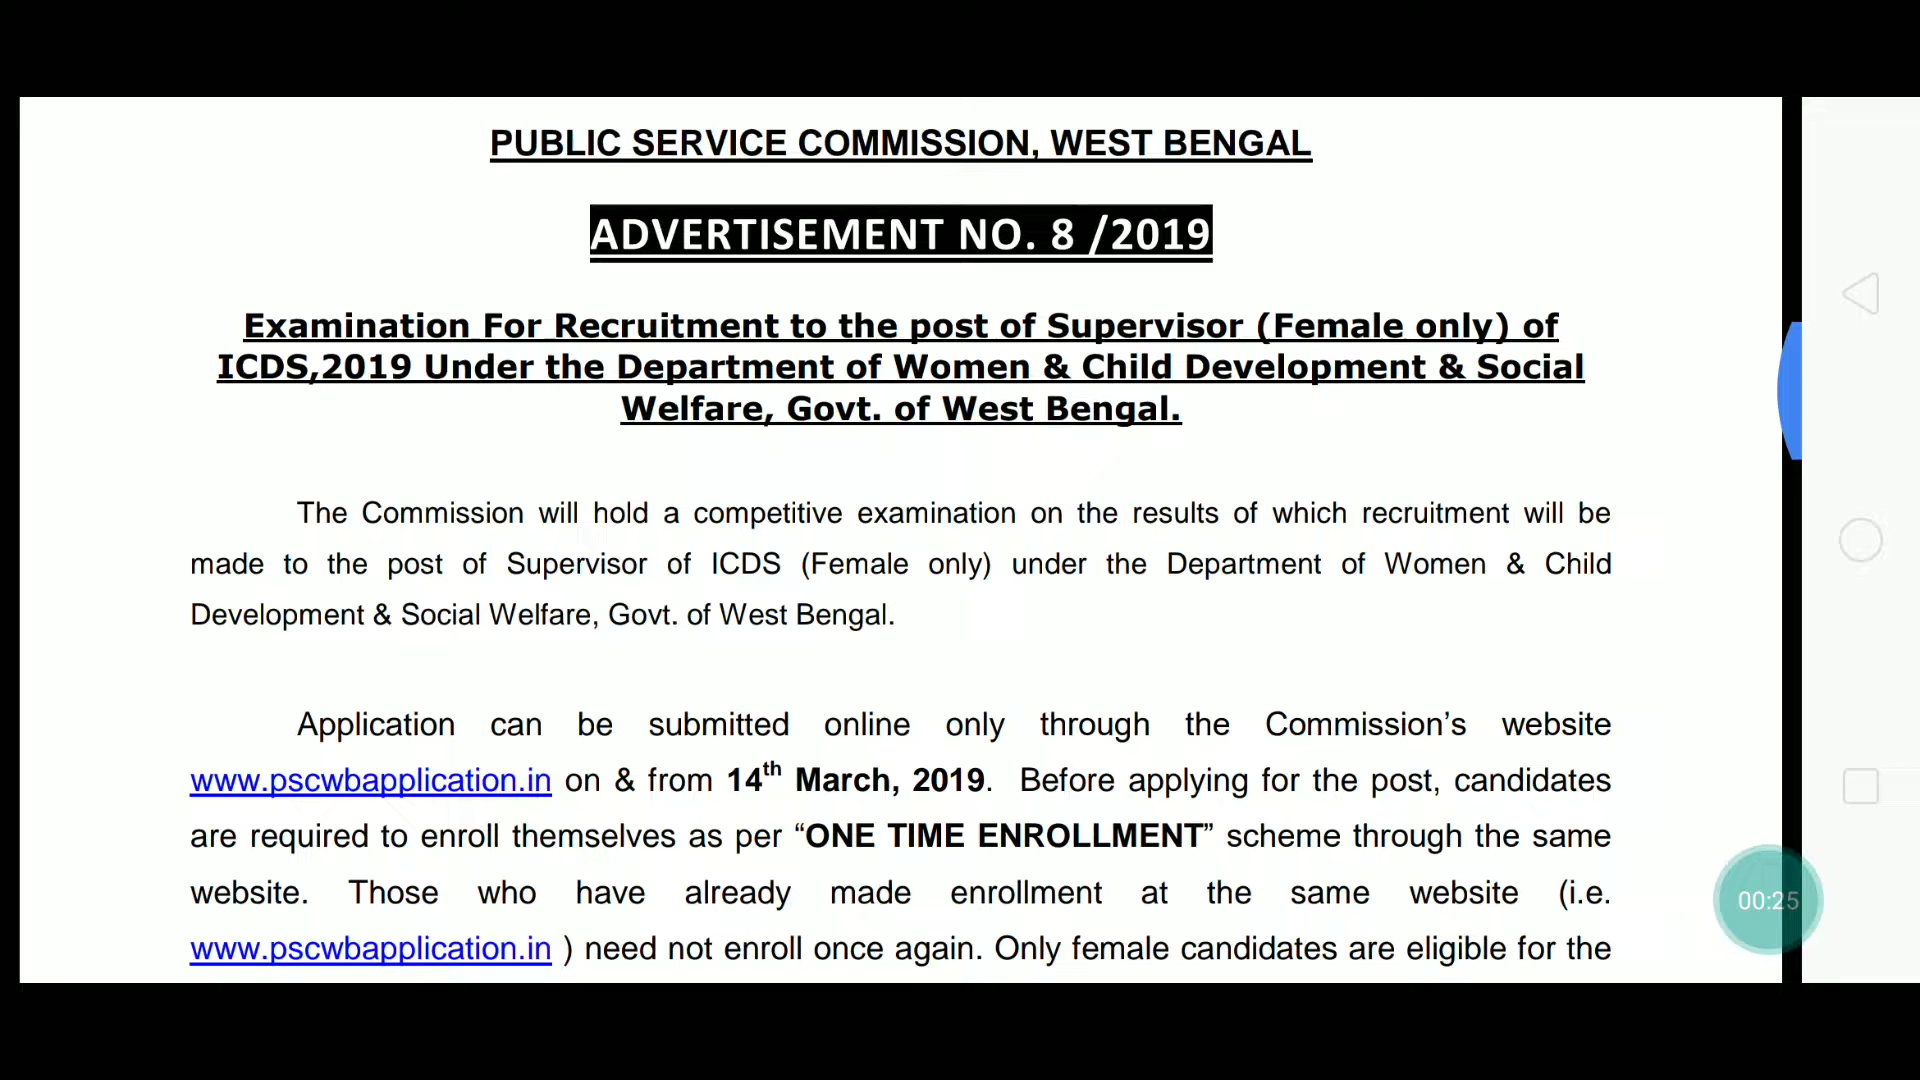 PUBLIC SERVICE COMMISSION, WEST BENGAL
ADVERTISEMENT NO. 8 /2019
Examination For Recruitment to the post of Supervisor (Female only) of
ICDS,2019 Under the Department of Women & Child Development & Social
Welfare, Govt. of West Bengal.
The Commission will hold a competitive examination on the results of which recruitment will be
made to the post of Supervisor of ICDS (Female only) under the Department of Women & Child
Development & Social Welfare, Govt. of West Bengal.
Application can be submitted online only through the Commission’s website
www.pscwbapplication.in on & from 14th March, 2019. Before applying for the post, candidates
are required to enroll themselves as per “ONE TIME ENROLLMENT” scheme through the same
website. Those who have already made enrollment at the same website (i.e.
www.pscwbapplication.in ) need not enroll once again. Only female candidates are eligible for the
00:25